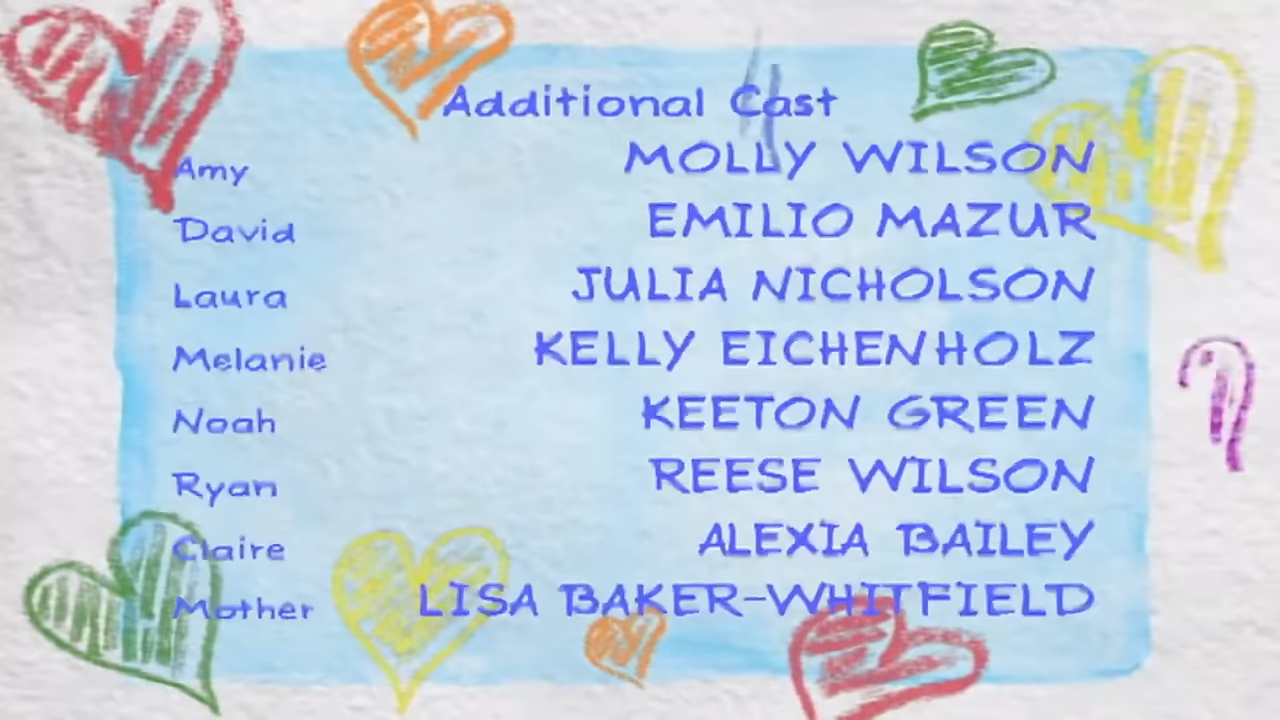 Additional Cast
Amy MOLLY WILSON
David EMILIO MAZUR
Laura JULIA NICHOLSON
Melanie KELLY EICHENHOLZ
Noah KEETON GREEN
Ryan REESE WILSON
Claire ALEXIA BAILEY
Mother LISA BAKER-WHITFIELD